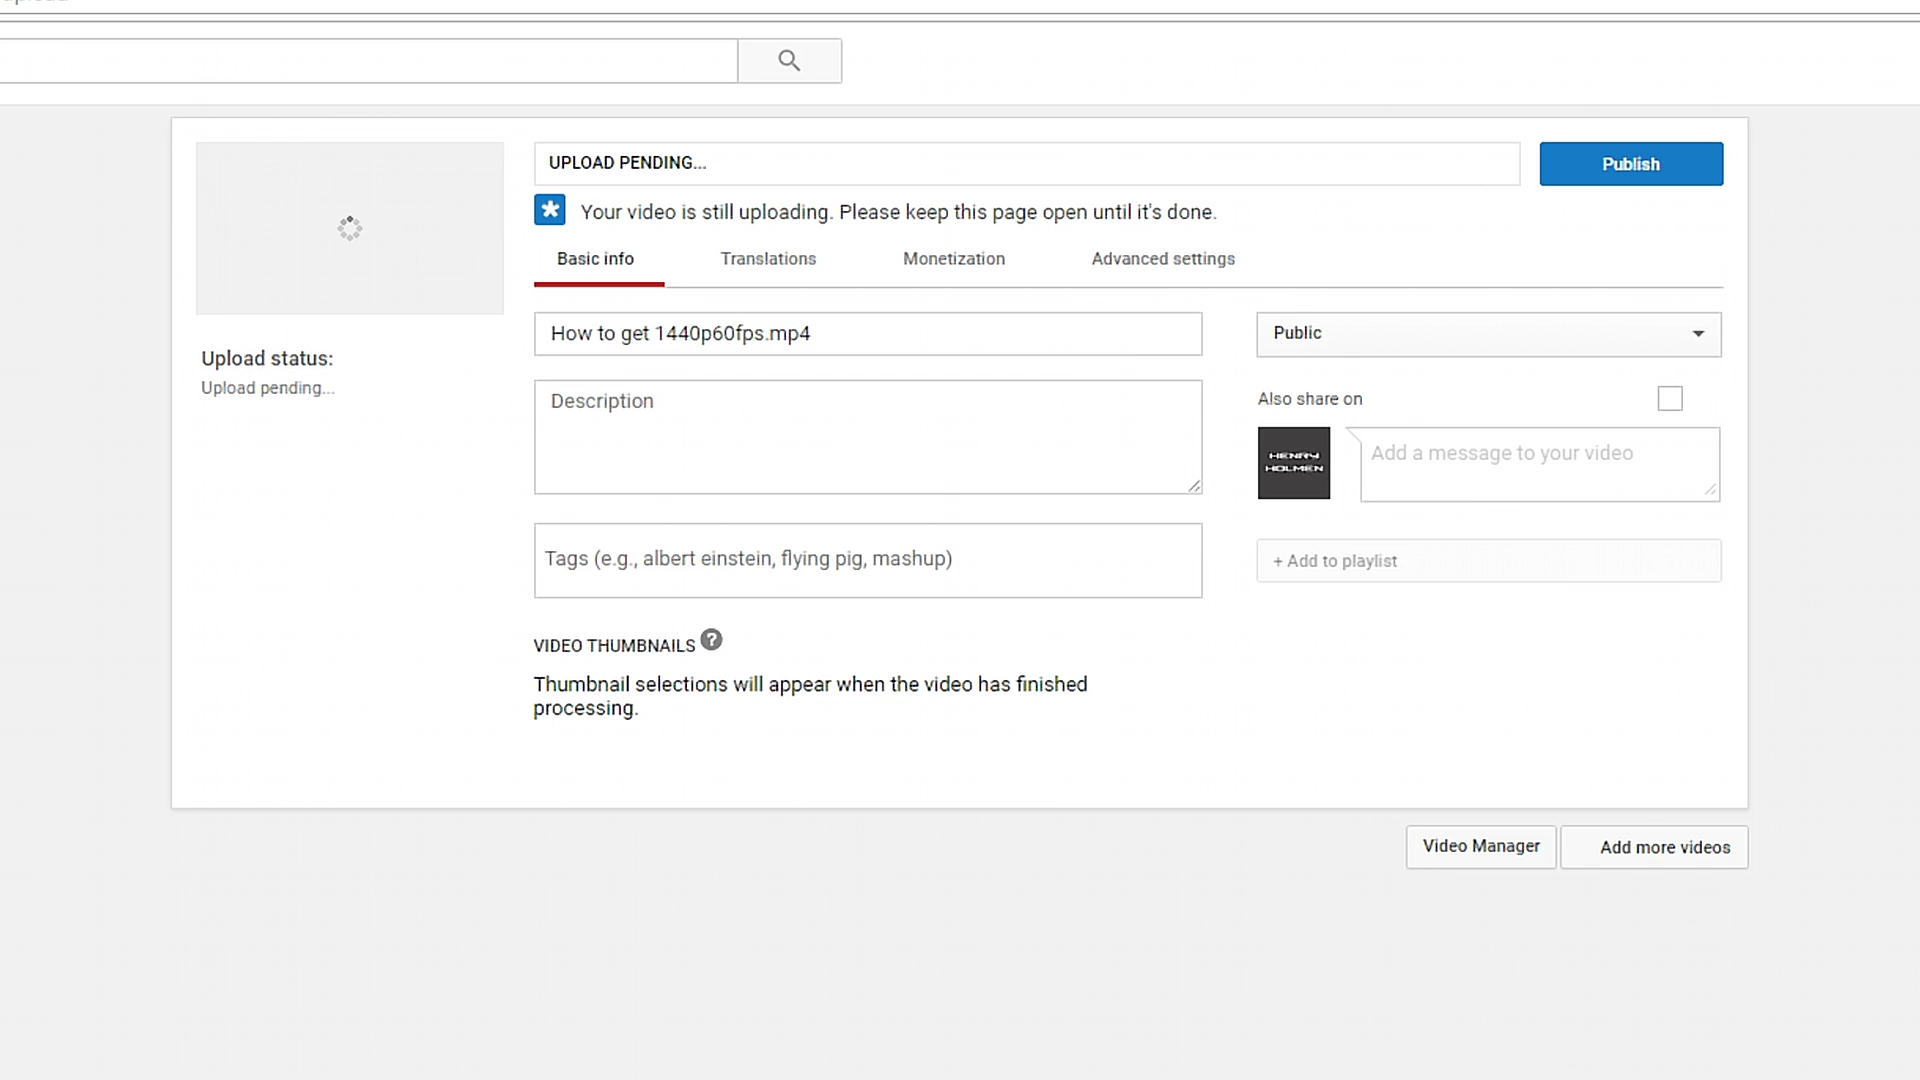 UPLOAD PENDING...
Publish
Your video is still uploading. Please keep this page open until it's done.
Basic info
Translations
Monetization
Advanced settings
How to get 1440p60fps.mp4
Public
Upload status:
Upload pending...
Description
Also share on
HENRY
HOLMEN
Add a message to your video
Tags (e.g., albert einstein, flying pig, mashup)
+ Add to playlist
VIDEO THUMBNAILS ?
Thumbnail selections will appear when the video has finished
processing.
Video Manager
Add more videos